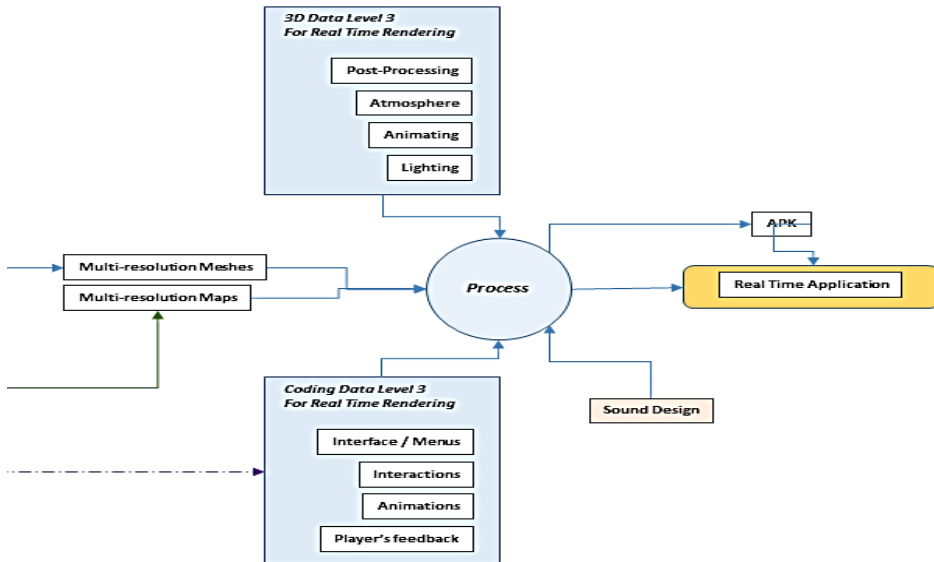 3D Data Level 3
For Real Time Rendering
Post-Processing
Atmosphere
Animating
Lighting
APK
Multi-resolution Meshes
Multi-resolution Maps
Process
Real Time Application
Coding Data Level 3
For Real Time Rendering
Sound Design
Interface / Menus
Interactions
Animations
Player's feedback